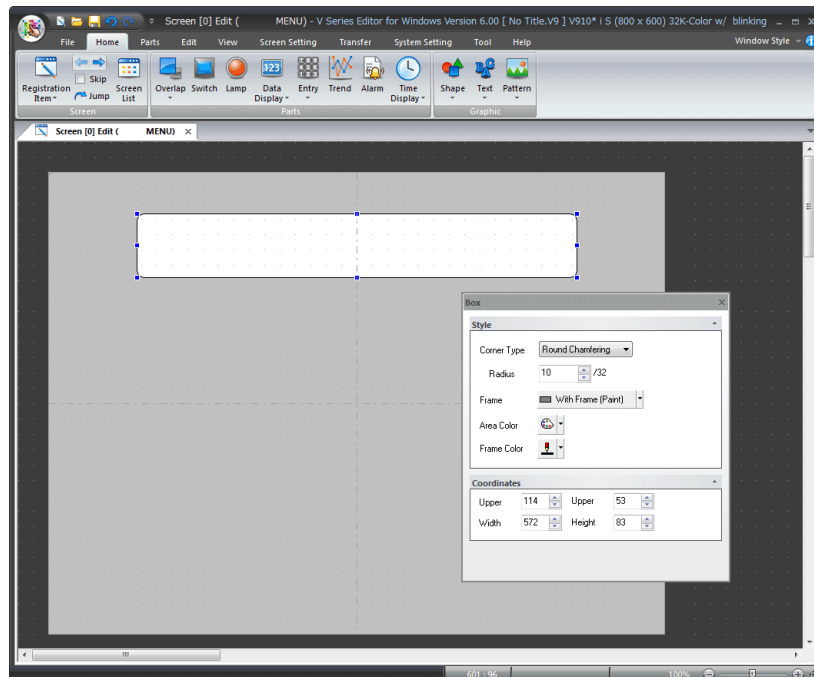 Screen [0] Edit ( MENU) - V Series Editor for Windows Version 6.00 [ No Title.V9 ] V910* i S (800 x 600) 32K-Color w/ blinking
File Home Parts Edit View Screen Setting Transfer System Setting Tool Help Window Style
Registration Item Skip Jump Screen List Overlap Switch Lamp 123 Data Display Entry Trend Alarm Time Display Shape Text Pattern
Screen Parts Graphic
Screen [0] Edit ( MENU)
Box
Style
Corner Type Round Chamfering
Radius 10 /32
Frame With Frame (Paint)
Area Color
Frame Color
Coordinates
Upper 114 Upper 53
Width 572 Height 83
601 : 96 100%